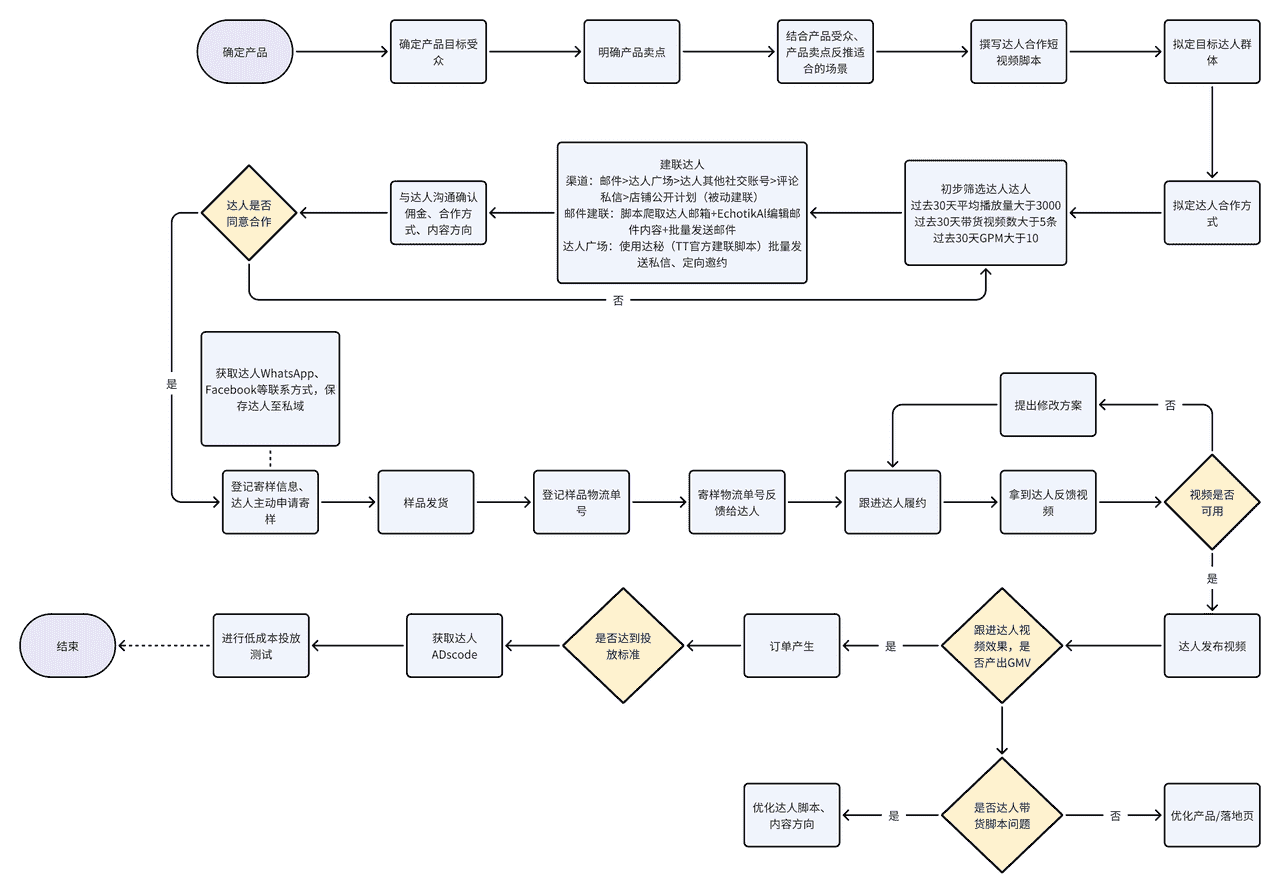 确定产品
确定产品目标受
众
明确产品卖点
结合产品受众、
产品卖点反推适
合的场景
撰写达人合作短
视频脚本
拟定目标达人群
体
拟定达人合作方
式
初步筛选达人达人
过去30天平均播放量大于3000
过去30天带货视频数大于5条
过去30天GPM大于10
建联达人
渠道：邮件>达人广场>达人其他社交账号>评论
私信>店铺公开计划（被动建联）
邮件建联：脚本爬取达人邮箱+EchotikAI编辑邮
件内容+批量发送邮件
达人广场：使用达秘（TT官方建联脚本）批量发
送私信、定向邀约
与达人沟通确认
佣金、合作方
式、内容方向
达人是否
同意合作
否
是
获取达人WhatsApp、
Facebook等联系方式，保
存达人至私域
登记寄样信息、
达人主动申请寄
样
样品发货
登记样品物流单
号
寄样物流单号反
馈给达人
跟进达人履约
拿到达人反馈视
频
视频是否
可用
否
提出修改方案
是
达人发布视频
跟进达人视
频效果，是
否产出GMV
是
订单产生
是否达到投
放标准
获取达人
ADscode
进行低成本投放
测试
结束
是否达人带
货脚本问题
是
优化达人脚本、
内容方向
否
优化产品/落地页